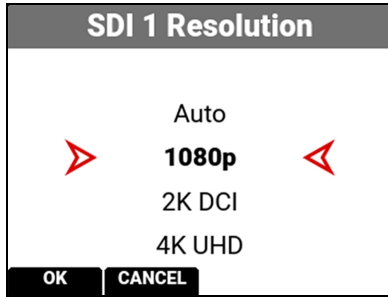 SDI 1 Resolution
Auto
1080p
2K DCI
4K UHD
OK CANCEL